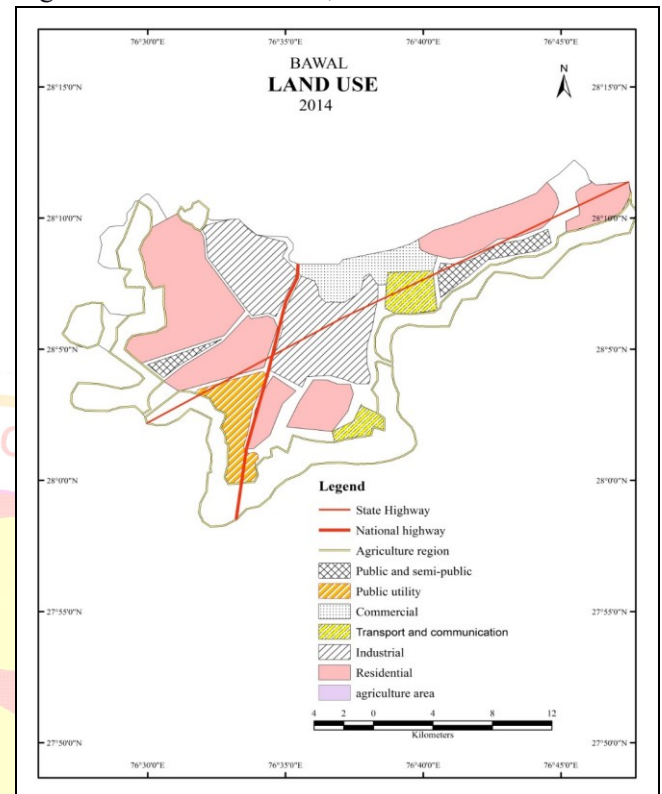 76°30'0"E 76°35'0"E 76°40'0"E 76°45'0"E
BAWAL
LAND USE
2014
N
28°15'0"N 28°15'0"N
28°10'0"N 28°10'0"N
28°5'0"N 28°5'0"N
28°0'0"N 28°0'0"N
Legend
State Highway
National highway
Agriculture region
Public and semi-public
Public utility
Commercial
Transport and communication
Industrial
Residential
agriculture area
27°55'0"N 27°55'0"N
4 2 0 4 8 12
Kilometers
27°50'0"N 27°50'0"N
76°30'0"E 76°35'0"E 76°40'0"E 76°45'0"E